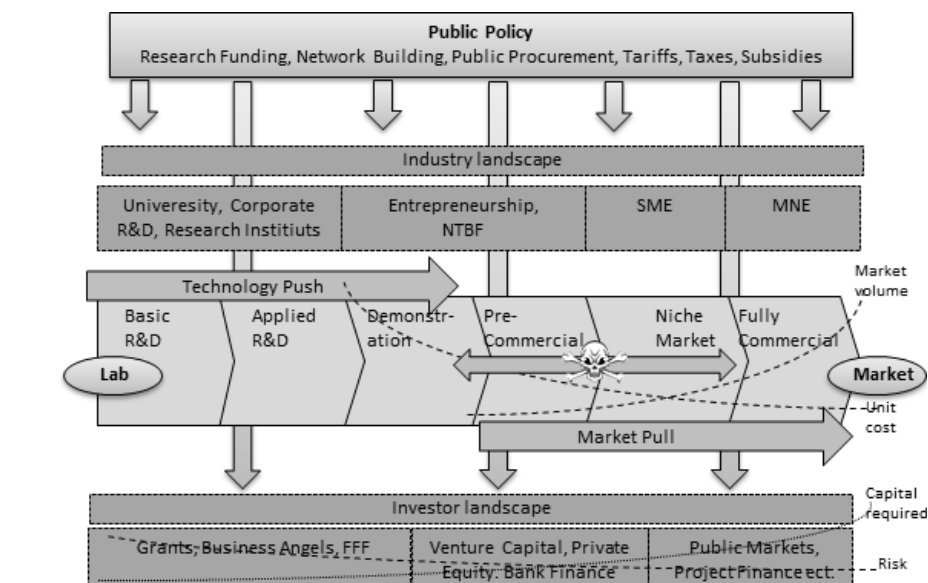 Public Policy
Research Funding, Network Building, Public Procurement, Tariffs, Taxes, Subsidies
Industry landscape
Univeresity, Corporate
R&D, Research Institiuts
Entrepreneurship,
NTBF
SME
MNE
Technology Push
Market
volume
Basic
R&D
Applied
R&D
Demonstr-
ation
Pre-
Commercial
Niche
Market
Fully
Commercial
Lab
Market
Unit
cost
Market Pull
Investor landscape
Capital
required
Grants, Business Angels, FFF
Venture Capital, Private
Equity. Bank Finance
Public Markets,
Project Finance ect.
Risk